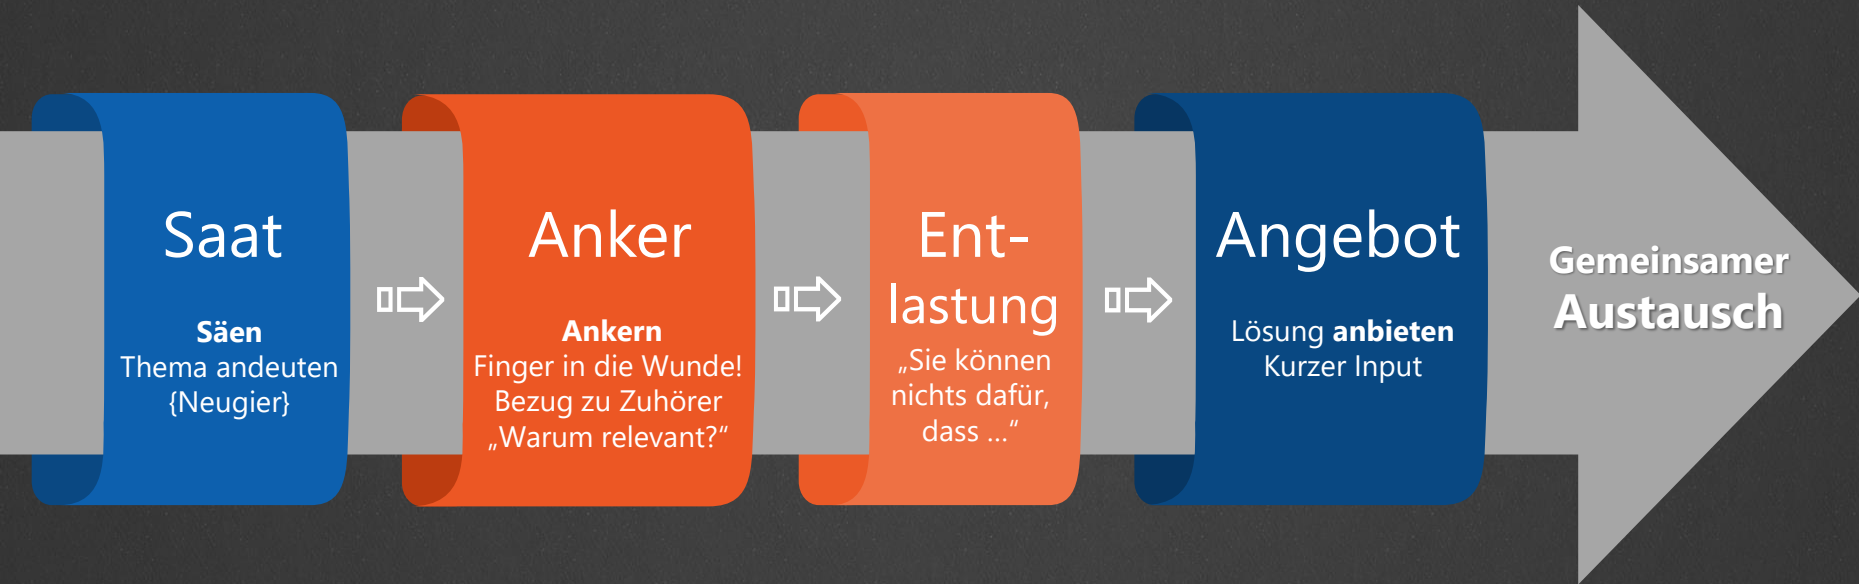 Saat
Säen
Thema andeuten
{Neugier}
Anker
Ankern
Finger in die Wunde!
Bezug zu Zuhörer
„Warum relevant?“
Ent-
lastung
„Sie können
nichts dafür,
dass ...“
Angebot
Lösung anbieten
Kurzer Input
Gemeinsamer
Austausch